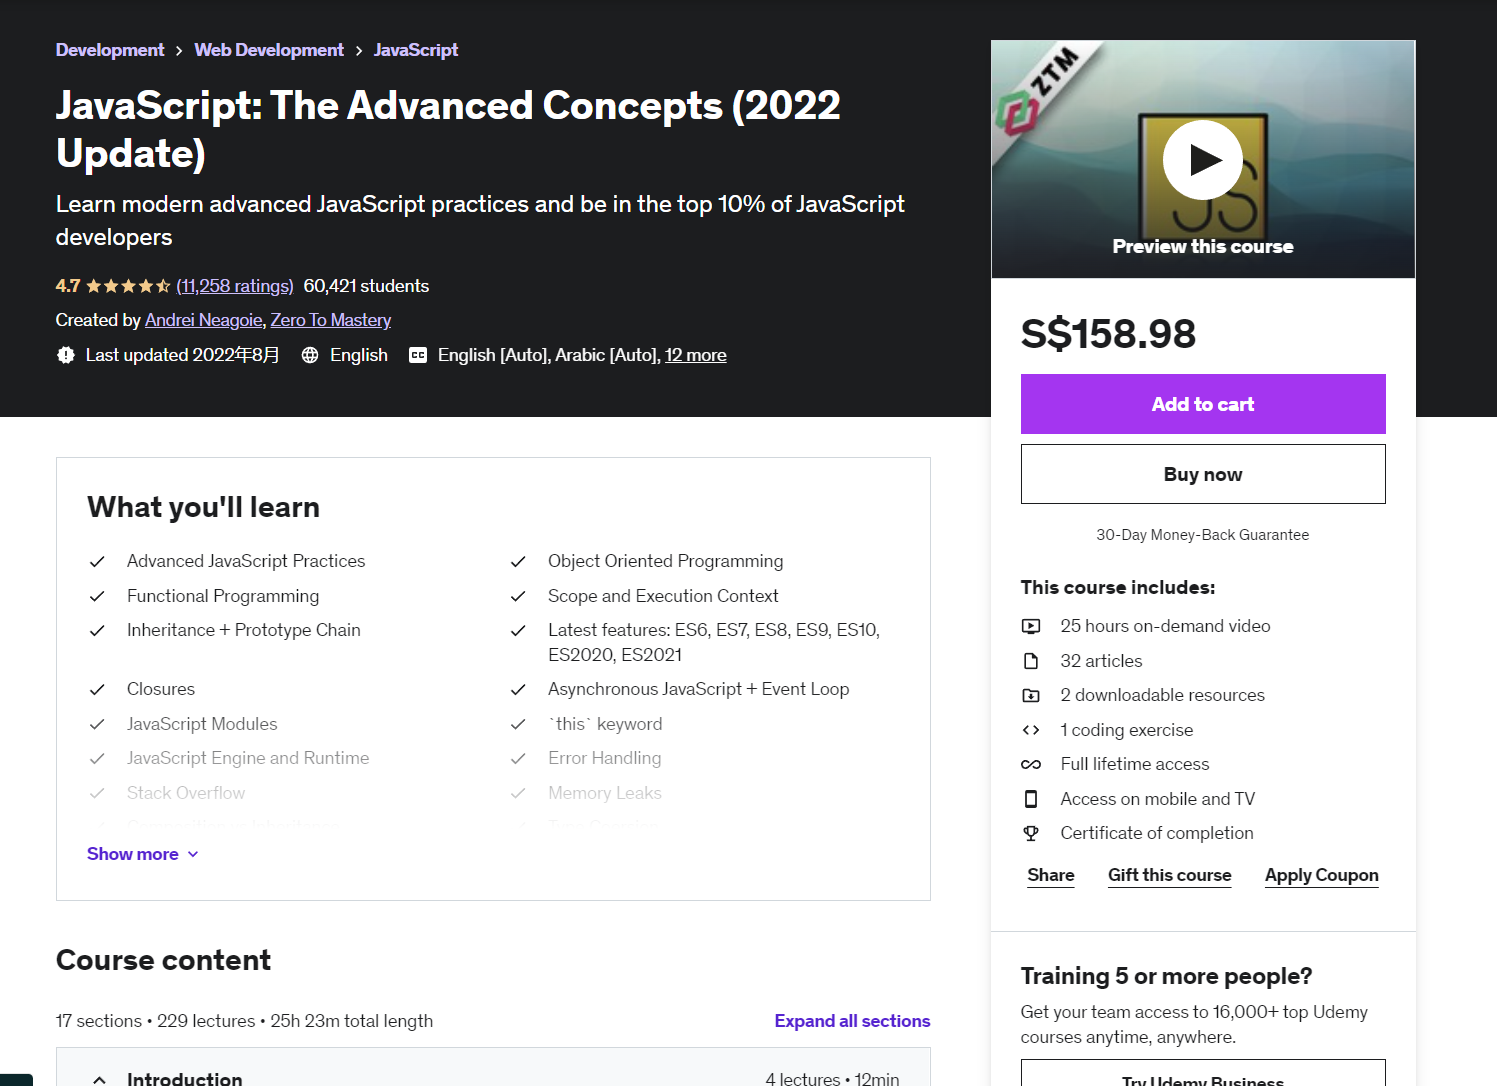 Development > Web Development > JavaScript
JavaScript: The Advanced Concepts (2022
Update)
Learn modern advanced JavaScript practices and be in the top 10% of JavaScript
developers
4.7 (11,258 ratings) 60,421 students
Created by Andrei Neagoie, Zero To Mastery
Last updated 2022年8月 English English [Auto], Arabic [Auto], 12 more
ZTM
JS
Preview this course
S$158.98
Add to cart
Buy now
30-Day Money-Back Guarantee
This course includes:
25 hours on-demand video
32 articles
2 downloadable resources
1 coding exercise
Full lifetime access
Access on mobile and TV
Certificate of completion
Share Gift this course Apply Coupon
Training 5 or more people?
Get your team access to 16,000+ top Udemy
courses anytime, anywhere.
Try Udemy Business
What you'll learn
Advanced JavaScript Practices
Object Oriented Programming
Functional Programming
Scope and Execution Context
Inheritance + Prototype Chain
Latest features: ES6, ES7, ES8, ES9, ES10,
ES2020, ES2021
Closures
Asynchronous JavaScript + Event Loop
JavaScript Modules
`this` keyword
JavaScript Engine and Runtime
Error Handling
Stack Overflow
Memory Leaks
Show more
Course content
17 sections • 229 lectures • 25h 23m total length
Expand all sections
Introduction
4 lectures • 12min